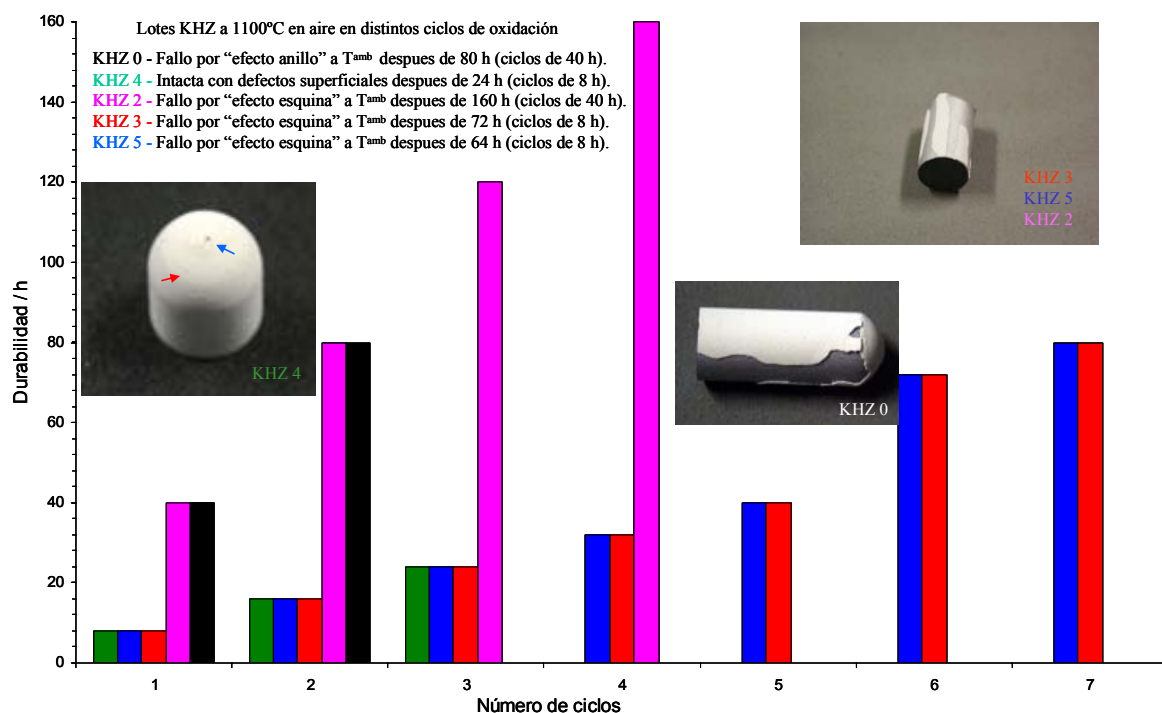 Lotes KHZ a 1100ºC en aire en distintos ciclos de oxidación
KHZ 0 - Fallo por “efecto anillo” a Tamb despues de 80 h (ciclos de 40 h).
KHZ 4 - Intacta con defectos superficiales despues de 24 h (ciclos de 8 h).
KHZ 2 - Fallo por “efecto esquina” a Tamb despues de 160 h (ciclos de 40 h).
KHZ 3 - Fallo por “efecto esquina” a Tamb despues de 72 h (ciclos de 8 h).
KHZ 5 - Fallo por “efecto esquina” a Tamb despues de 64 h (ciclos de 8 h).
KHZ 3
KHZ 5
KHZ 2
KHZ 4
KHZ 0
Durabilidad / h
160
140
120
100
80
60
40
20
0
1 2 3 4 5 6 7
Número de ciclos